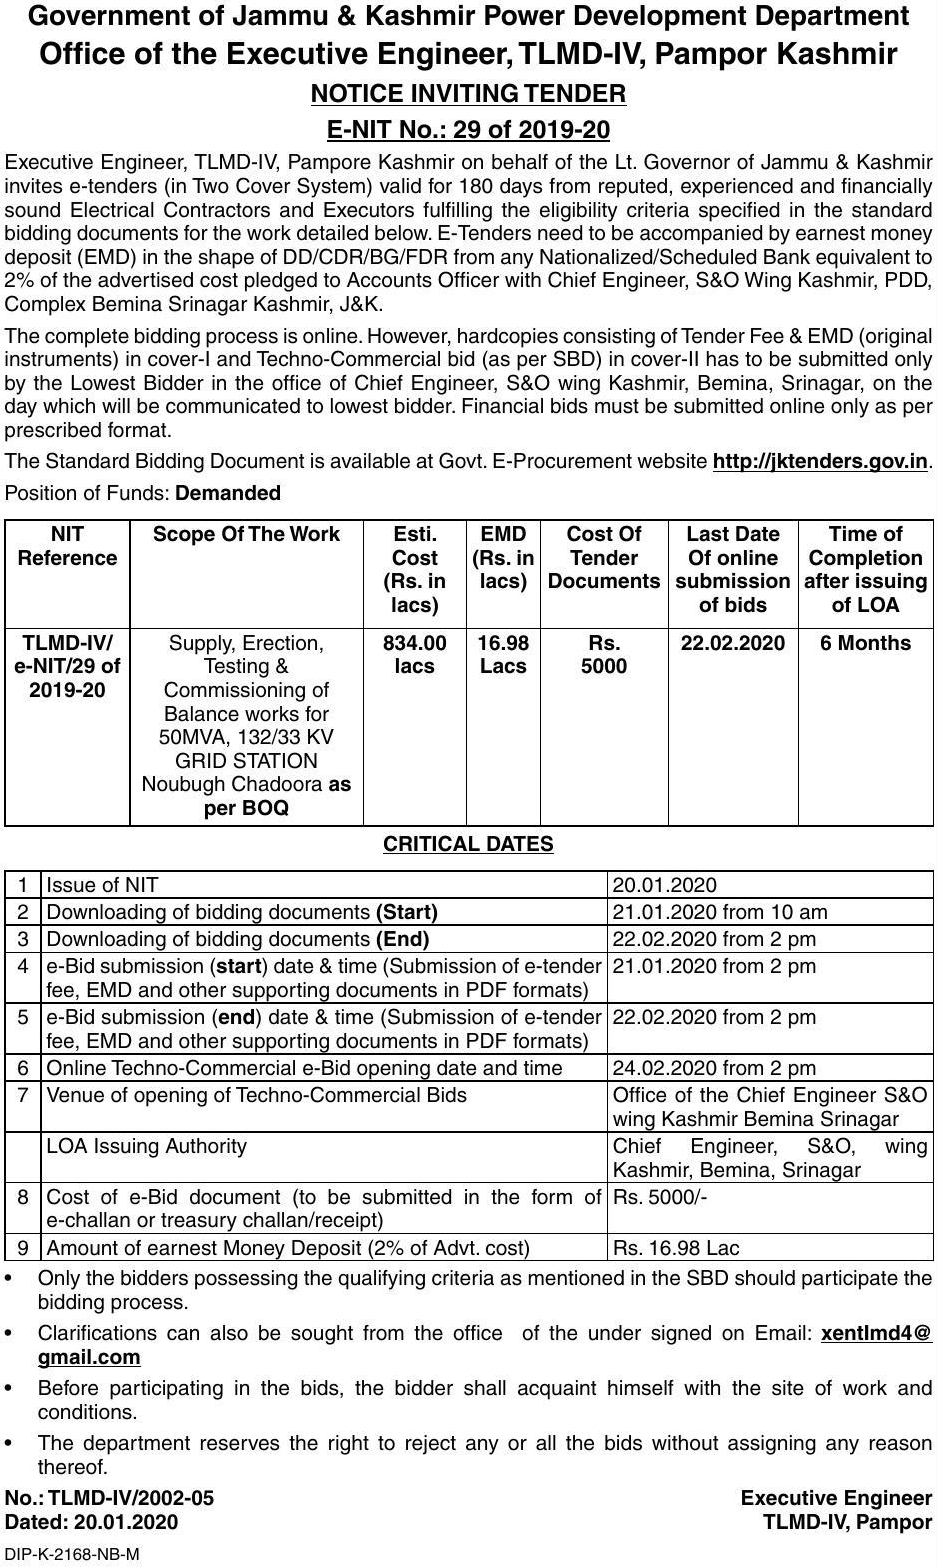 Government of Jammu & Kashmir Power Development Department
Office of the Executive Engineer, TLMD-IV, Pampor Kashmir
NOTICE INVITING TENDER
E-NIT No.: 29 of 2019-20
Executive Engineer, TLMD-IV, Pampore Kashmir on behalf of the Lt. Governor of Jammu & Kashmir
invites e-tenders (in Two Cover System) valid for 180 days from reputed, experienced and financially
sound Electrical Contractors and Executors fulfilling the eligibility criteria specified in the standard
bidding documents for the work detailed below. E-Tenders need to be accompanied by earnest money
deposit (EMD) in the shape of DD/CDR/BG/FDR from any Nationalized/Scheduled Bank equivalent to
2% of the advertised cost pledged to Accounts Officer with Chief Engineer, S&O Wing Kashmir, PDD,
Complex Bemina Srinagar Kashmir, J&K.
The complete bidding process is online. However, hardcopies consisting of Tender Fee & EMD (original
instruments) in cover-I and Techno-Commercial bid (as per SBD) in cover-II has to be submitted only
by the Lowest Bidder in the office of Chief Engineer, S&O wing Kashmir, Bemina, Srinagar, on the
day which will be communicated to lowest bidder. Financial bids must be submitted online only as per
prescribed format.
The Standard Bidding Document is available at Govt. E-Procurement website http://jktenders.gov.in.
Position of Funds: Demanded
NIT
Reference
Scope Of The Work
Esti.
Cost
(Rs. in
lacs)
EMD
(Rs. in
lacs)
Cost Of
Tender
Documents
Last Date
Of online
submission
of bids
Time of
Completion
after issuing
of LOA
TLMD-IV/
e-NIT/29 of
2019-20
Supply, Erection,
Testing &
Commissioning of
Balance works for
50MVA, 132/33 KV
GRID STATION
Noubugh Chadoora as
per BOQ
834.00
lacs
16.98
Lacs
Rs.
5000
22.02.2020
6 Months
CRITICAL DATES
1 Issue of NIT 20.01.2020
2 Downloading of bidding documents (Start) 21.01.2020 from 10 am
3 Downloading of bidding documents (End) 22.02.2020 from 2 pm
4 e-Bid submission (start) date & time (Submission of e-tender 21.01.2020 from 2 pm
fee, EMD and other supporting documents in PDF formats)
5 e-Bid submission (end) date & time (Submission of e-tender 22.02.2020 from 2 pm
fee, EMD and other supporting documents in PDF formats)
6 Online Techno-Commercial e-Bid opening date and time 24.02.2020 from 2 pm
7 Venue of opening of Techno-Commercial Bids Office of the Chief Engineer S&O
wing Kashmir Bemina Srinagar
LOA Issuing Authority Chief Engineer, S&O, wing
Kashmir, Bemina, Srinagar
8 Cost of e-Bid document (to be submitted in the form of Rs. 5000/-
e-challan or treasury challan/receipt)
9 Amount of earnest Money Deposit (2% of Advt. cost) Rs. 16.98 Lac
• Only the bidders possessing the qualifying criteria as mentioned in the SBD should participate the
bidding process.
• Clarifications can also be sought from the office of the under signed on Email: xentlmd4@
gmail.com
• Before participating in the bids, the bidder shall acquaint himself with the site of work and
conditions.
• The department reserves the right to reject any or all the bids without assigning any reason
thereof.
No.: TLMD-IV/2002-05 Executive Engineer
Dated: 20.01.2020 TLMD-IV, Pampor
DIP-K-2168-NB-M